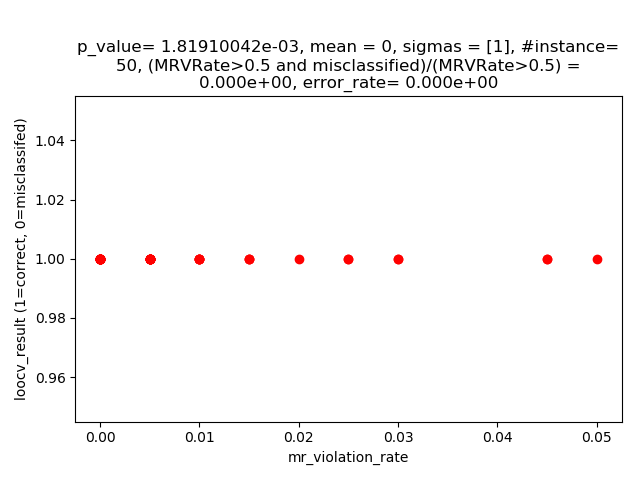 p_value= 1.81910042e-03, mean = 0, sigmas = [1], #instance=
50, (MRVRate>0.5 and misclassified)/(MRVRate>0.5) =
0.000e+00, error_rate= 0.000e+00
loocv_result (1=correct, 0=misclassifed)
1.04
1.02
1.00
0.98
0.96
0.00 0.01 0.02 0.03 0.04 0.05
mr_violation_rate